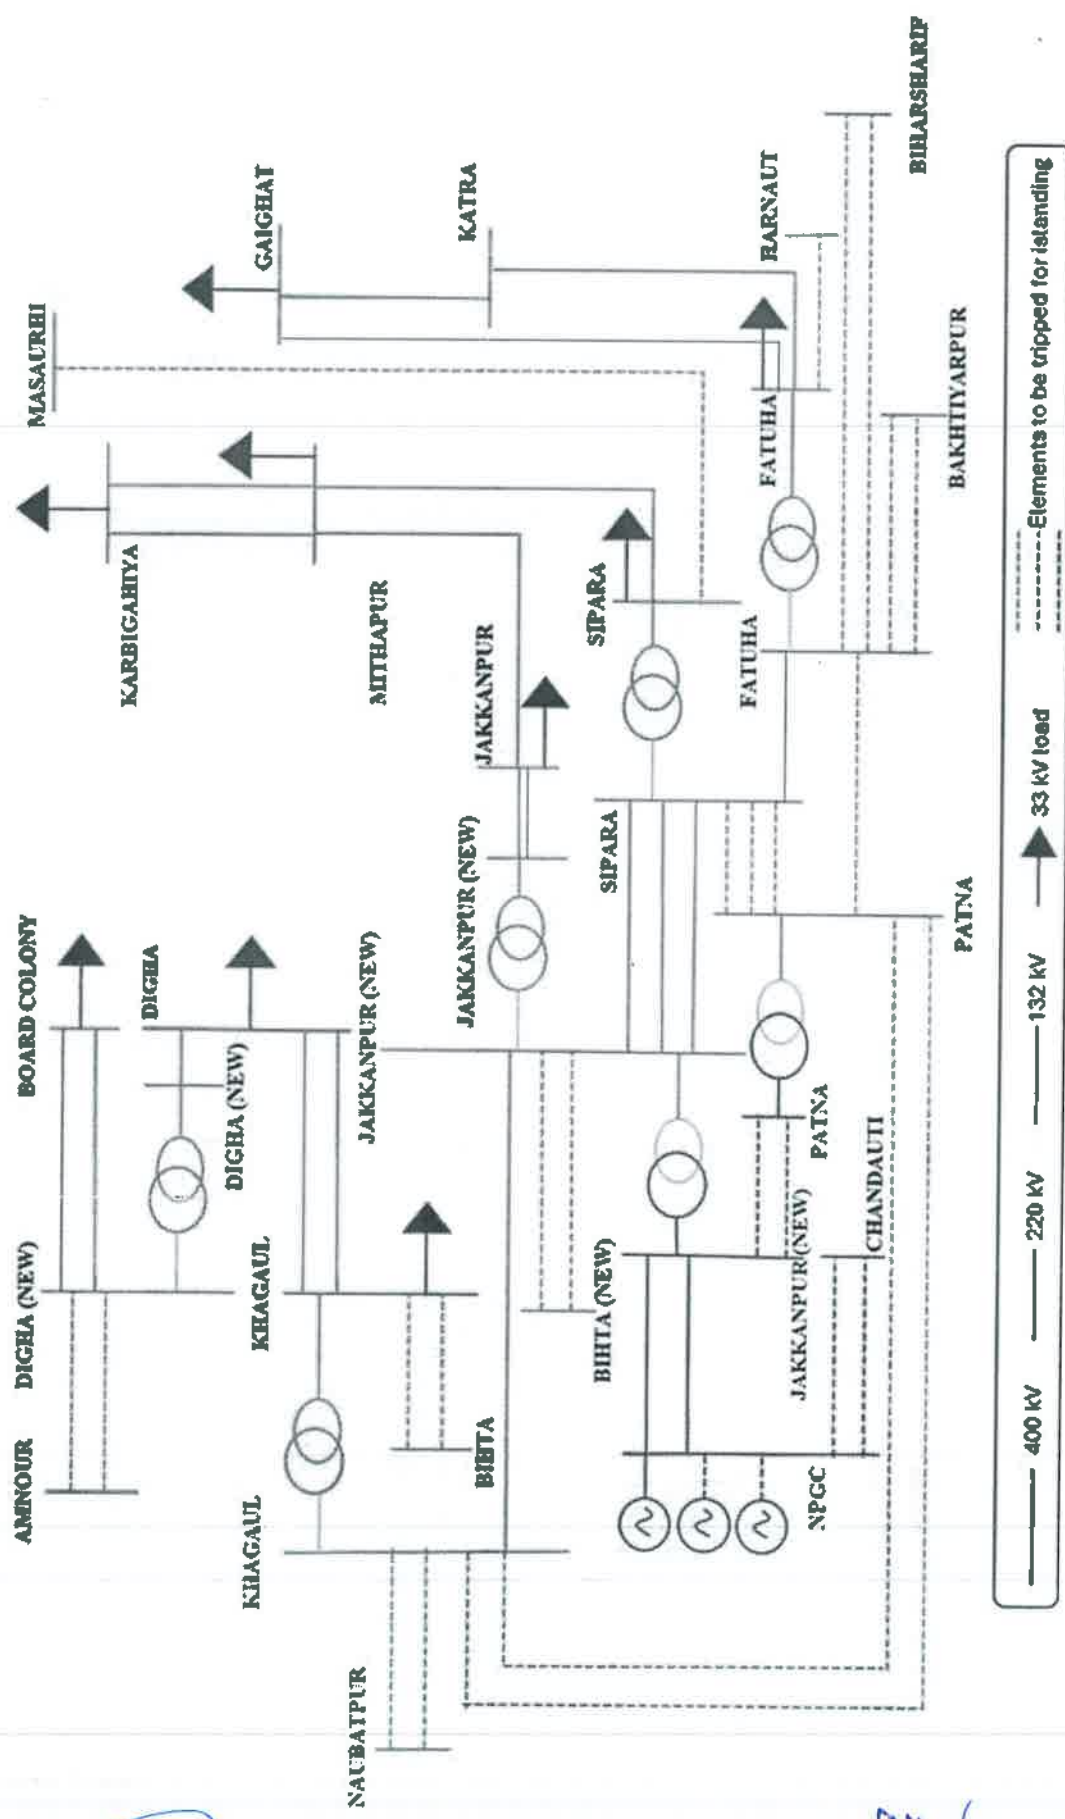 MASAURHI
GAIGHAT
KATRA
BIHARSHARIF
KARBIGAHIYA
MITHAPUR
JAKKANPUR
SIPARA
FATUHA
FATUHA
BAKHTIYARPUR
BOARD COLONY
DIGHA
DIGHA (NEW)
JAKKANPUR (NEW)
JAKKANPUR (NEW)
SIPARA
PATNA
PATNA
CHANDAUTI
JAKKANPUR (NEW)
BIHTA (NEW)
DIGHA (NEW)
KHAGAUL
AMNOUR
KHAGAUL
BIHTA
NPGC
NAUBATPUR
400 kV
220 kV
132 kV
33 kV load
Elements to be tripped for islanding